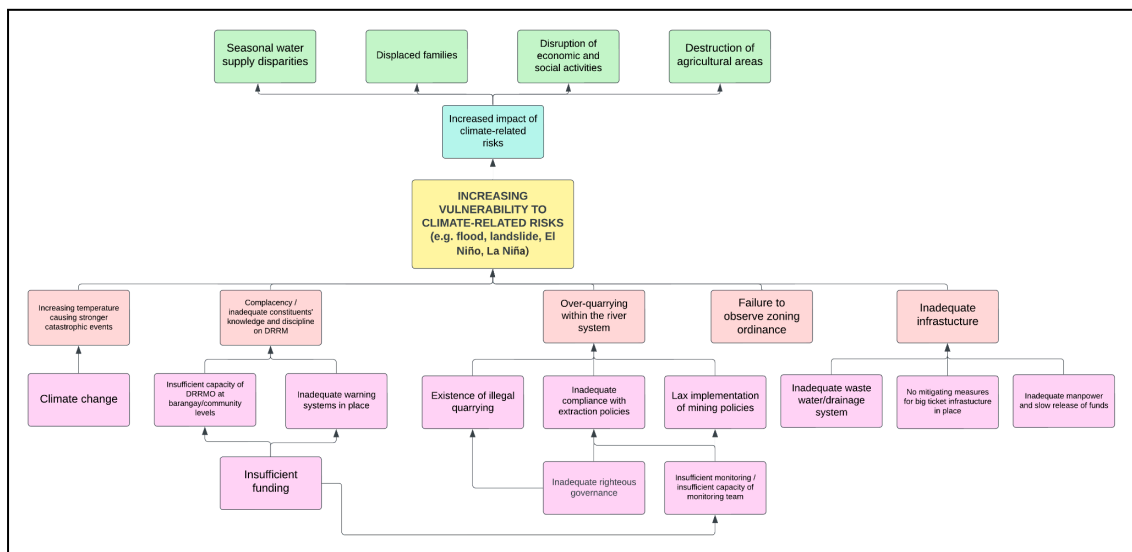 Seasonal water
supply disparities
Displaced families
Disruption of
economic and
social activities
Destruction of
agricultural areas
Increased impact of
climate-related
risks
INCREASING
VULNERABILITY TO
CLIMATE-RELATED RISKS
(e.g. flood, landslide, El
Niño, La Niña)
Increasing temperature
causing stronger
catastrophic events
Complacency /
inadequate constituents'
knowledge and discipline
on DRRM
Over-quarrying
within the river
system
Failure to
observe zoning
ordinance
Inadequate
infrastucture
Climate change
Insufficient capacity of
DRRMO at
barangay/community
levels
Inadequate warning
systems in place
Existence of illegal
quarrying
Inadequate
compliance with
extraction policies
Lax implementation
of mining policies
Inadequate waste
water/drainage
system
No mitigating measures
for big ticket infrastucture
in place
Inadequate manpower
and slow release of funds
Insufficient
funding
Inadequate righteous
governance
Insufficient monitoring /
insufficient capacity of
monitoring team